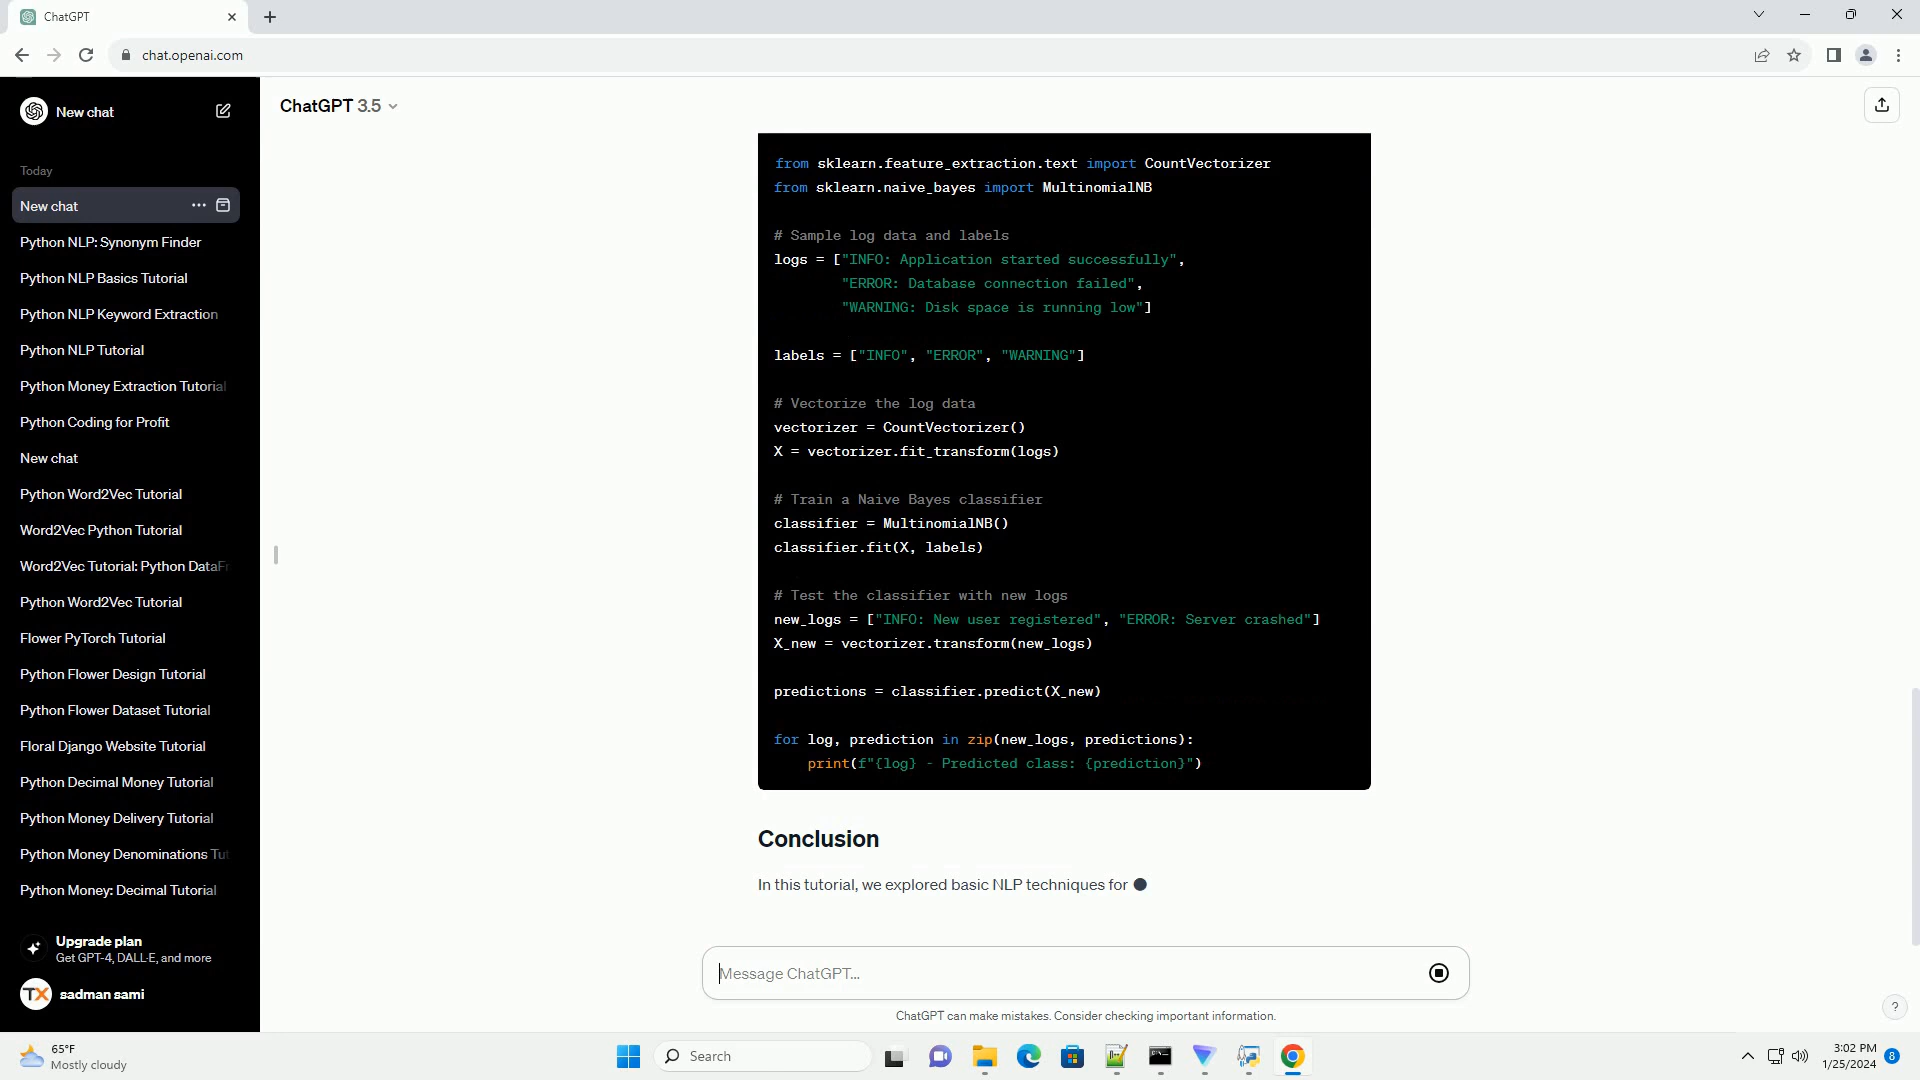 ChatGPT
chat.openai.com
New chat
Today
New chat
Python NLP: Synonym Finder
Python NLP Basics Tutorial
Python NLP Keyword Extraction
Python NLP Tutorial
Python Money Extraction Tutorial
Python Coding for Profit
New chat
Python Word2Vec Tutorial
Word2Vec Python Tutorial
Word2Vec Tutorial: Python DataFr
Python Word2Vec Tutorial
Flower PyTorch Tutorial
Python Flower Design Tutorial
Python Flower Dataset Tutorial
Floral Django Website Tutorial
Python Decimal Money Tutorial
Python Money Delivery Tutorial
Python Money Denominations Tut
Python Money: Decimal Tutorial
Upgrade plan
Get GPT-4, DALL·E, and more
TX sadman sami
ChatGPT 3.5
from sklearn.feature_extraction.text import CountVectorizer
from sklearn.naive_bayes import MultinomialNB
# Sample log data and labels
logs = ["INFO: Application started successfully",
"ERROR: Database connection failed",
"WARNING: Disk space is running low"]
labels = ["INFO", "ERROR", "WARNING"]
# Vectorize the log data
vectorizer = CountVectorizer()
X = vectorizer.fit_transform(logs)
# Train a Naive Bayes classifier
classifier = MultinomialNB()
classifier.fit(X, labels)
# Test the classifier with new logs
new_logs = ["INFO: New user registered", "ERROR: Server crashed"]
X_new = vectorizer.transform(new_logs)
predictions = classifier.predict(X_new)
for log, prediction in zip(new_logs, predictions):
print(f"{log} - Predicted class: {prediction}")
Conclusion
In this tutorial, we explored basic NLP techniques for
Message ChatGPT...
ChatGPT can make mistakes. Consider checking important information.
?
65°F
Mostly cloudy
Search
3:02 PM
1/25/2024
8